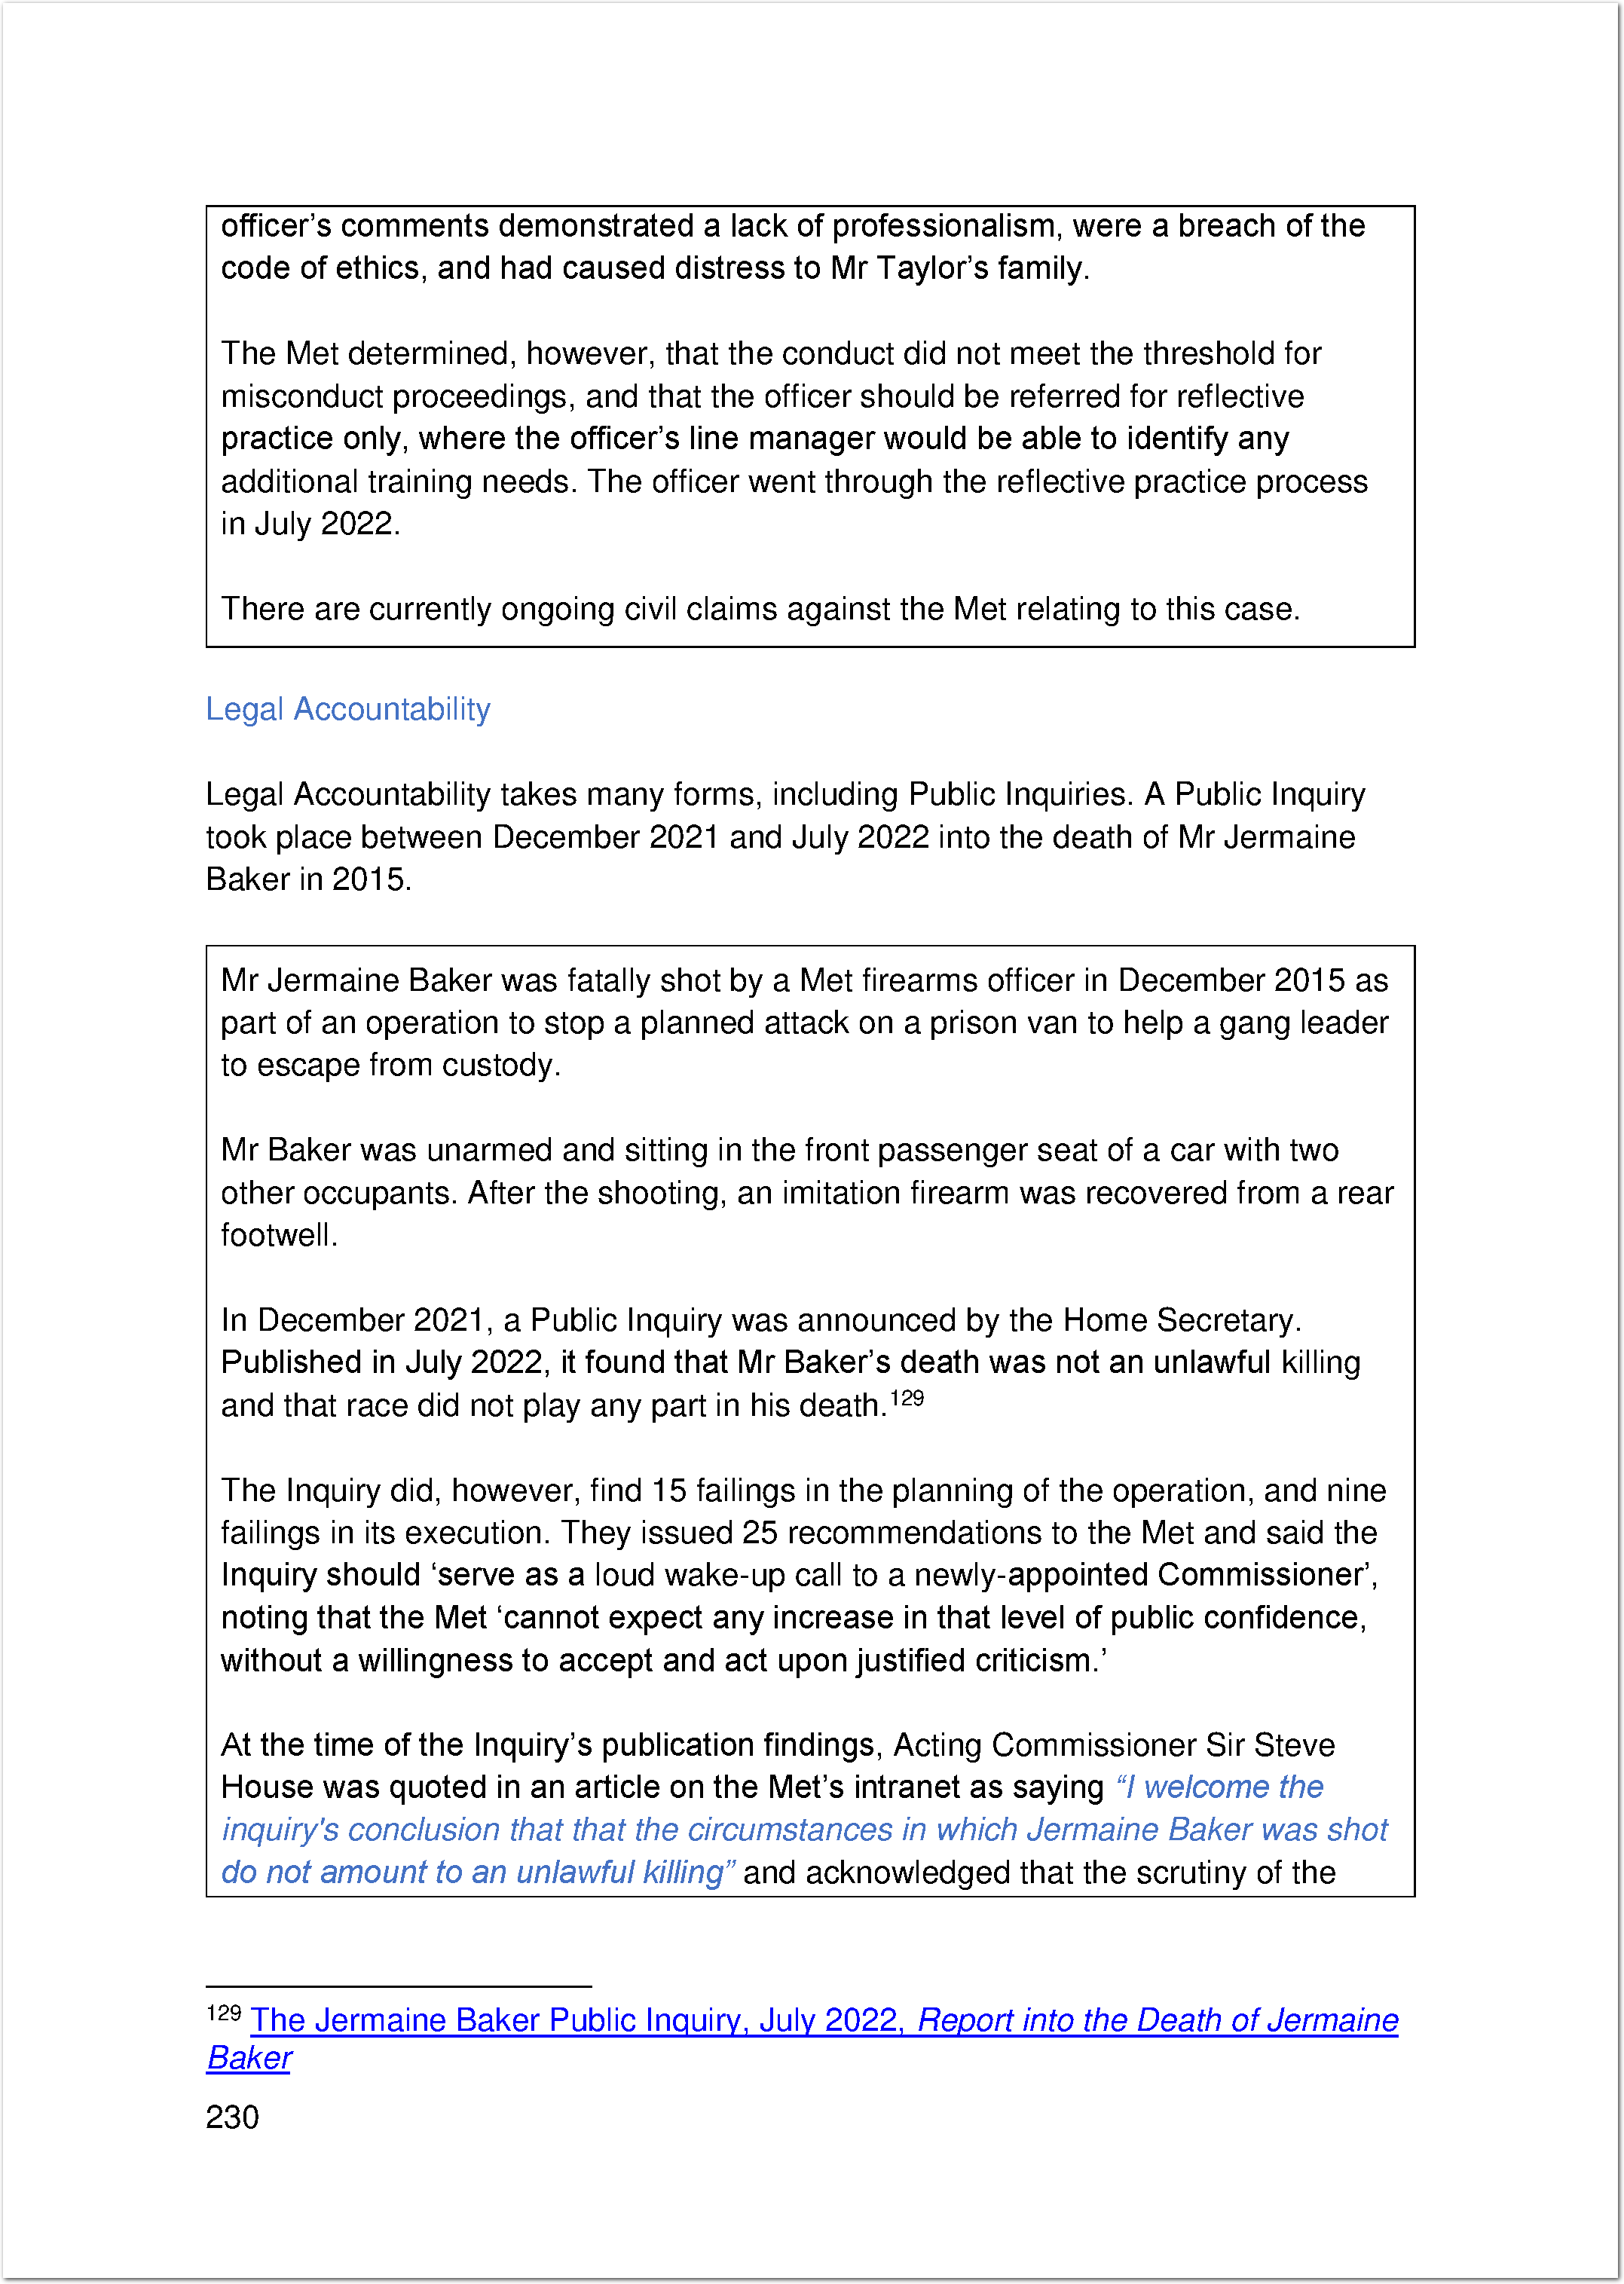 officer’s comments demonstrated a lack of professionalism, were a breach of the
code of ethics, and had caused distress to Mr Taylor’s family.
The Met determined, however, that the conduct did not meet the threshold for
misconduct proceedings, and that the officer should be referred for reflective
practice only, where the officer’s line manager would be able to identify any
additional training needs. The officer went through the reflective practice process
in July 2022.
There are currently ongoing civil claims against the Met relating to this case.
Legal Accountability
Legal Accountability takes many forms, including Public Inquiries. A Public Inquiry
took place between December 2021 and July 2022 into the death of Mr Jermaine
Baker in 2015.
Mr Jermaine Baker was fatally shot by a Met firearms officer in December 2015 as
part of an operation to stop a planned attack on a prison van to help a gang leader
to escape from custody.
Mr Baker was unarmed and sitting in the front passenger seat of a car with two
other occupants. After the shooting, an imitation firearm was recovered from a rear
footwell.
In December 2021, a Public Inquiry was announced by the Home Secretary.
Published in July 2022, it found that Mr Baker’s death was not an unlawful killing
and that race did not play any part in his death.129
The Inquiry did, however, find 15 failings in the planning of the operation, and nine
failings in its execution. They issued 25 recommendations to the Met and said the
Inquiry should ‘serve as a loud wake-up call to a newly-appointed Commissioner’,
noting that the Met ‘cannot expect any increase in that level of public confidence,
without a willingness to accept and act upon justified criticism.’
At the time of the Inquiry’s publication findings, Acting Commissioner Sir Steve
House was quoted in an article on the Met’s intranet as saying “I welcome the
inquiry's conclusion that that the circumstances in which Jermaine Baker was shot
do not amount to an unlawful killing” and acknowledged that the scrutiny of the
129 The Jermaine Baker Public Inquiry, July 2022, Report into the Death of Jermaine
Baker
230